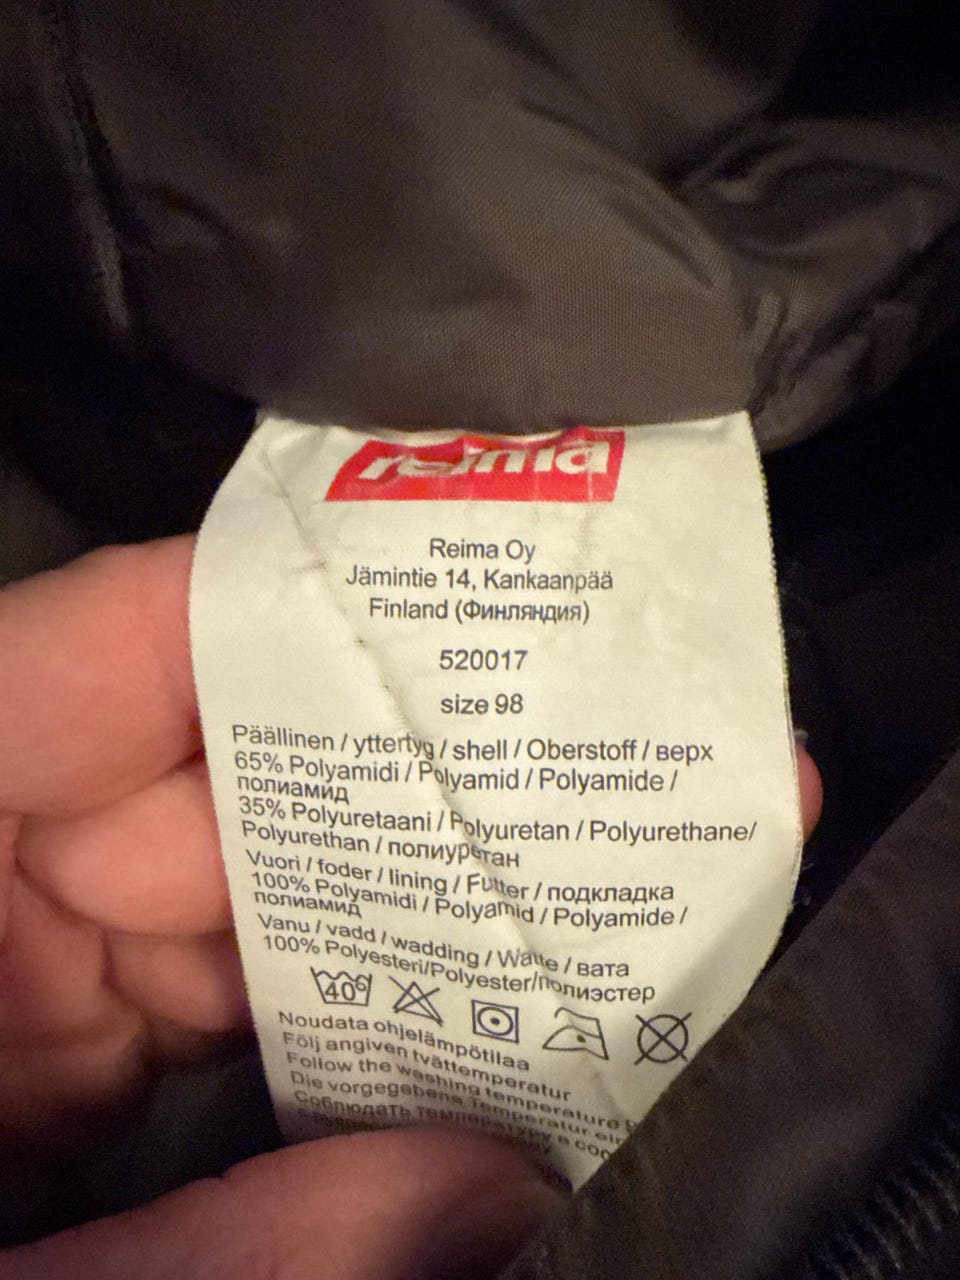 reima
Reima Oy
Jämintie 14, Kankaanpää
Finland (Финляндия)
520017
size 98
Päällinen / yttertyg / shell / Oberstoff / верх
65% Polyamidi / Polyamid / Polyamide /
полиамид
35% Polyuretaani / Polyuretan / Polyurethane/
Polyurethan / полиуретан
Vuori / foder / lining / Futter / подкладка
100% Polyamidi / Polyamid / Polyamide /
полиамид
Vanu / vadd / wadding / Watte / вата
100% Polyesteri/Polyester/полиэстер
40°
Noudata ohjelämpötilaa
Följ angiven tvättemperatur
Follow the washing temperature
Die vorgegebene Temperatur
Соблюдать температуру в